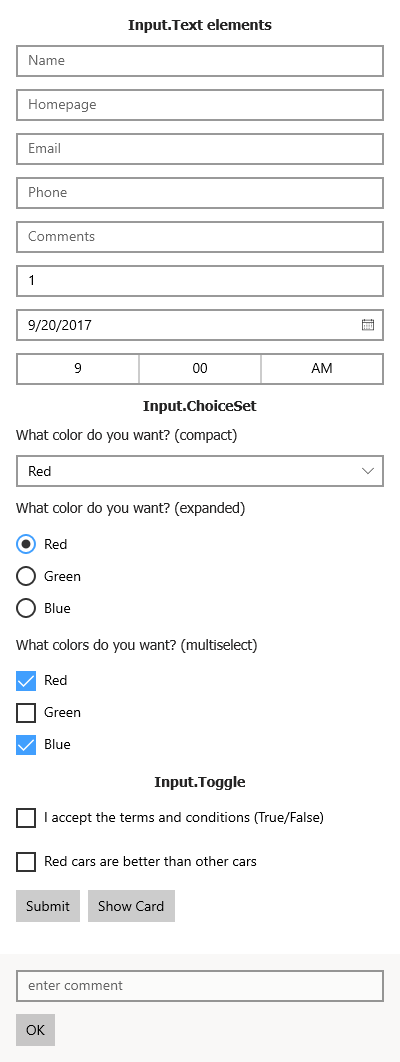 Input.Text elements
Name
Homepage
Email
Phone
Comments
1
9/20/2017
9 00 AM
Input.ChoiceSet
What color do you want? (compact)
Red
What color do you want? (expanded)
Red
Green
Blue
What colors do you want? (multiselect)
Red
Green
Blue
Input.Toggle
I accept the terms and conditions (True/False)
Red cars are better than other cars
Submit Show Card
enter comment
OK